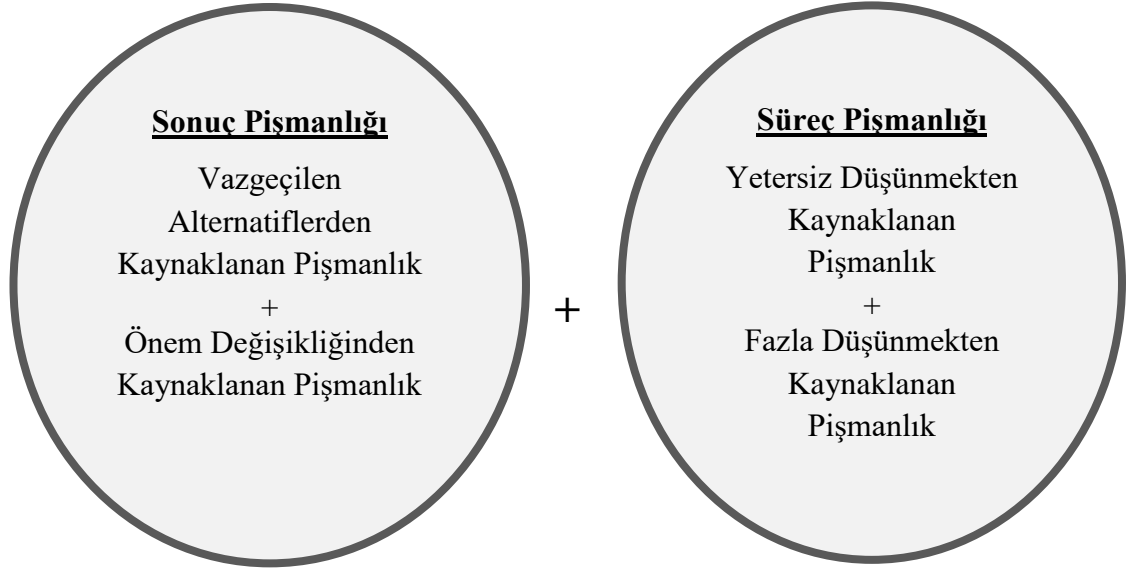 Sonuç Pişmanlığı
Vazgeçilen
Alternatiflerden
Kaynaklanan Pişmanlık
+
Önem Değişikliğinden
Kaynaklanan Pişmanlık
+
Süreç Pişmanlığı
Yetersiz Düşünmekten
Kaynaklanan
Pişmanlık
+
Fazla Düşünmekten
Kaynaklanan
Pişmanlık